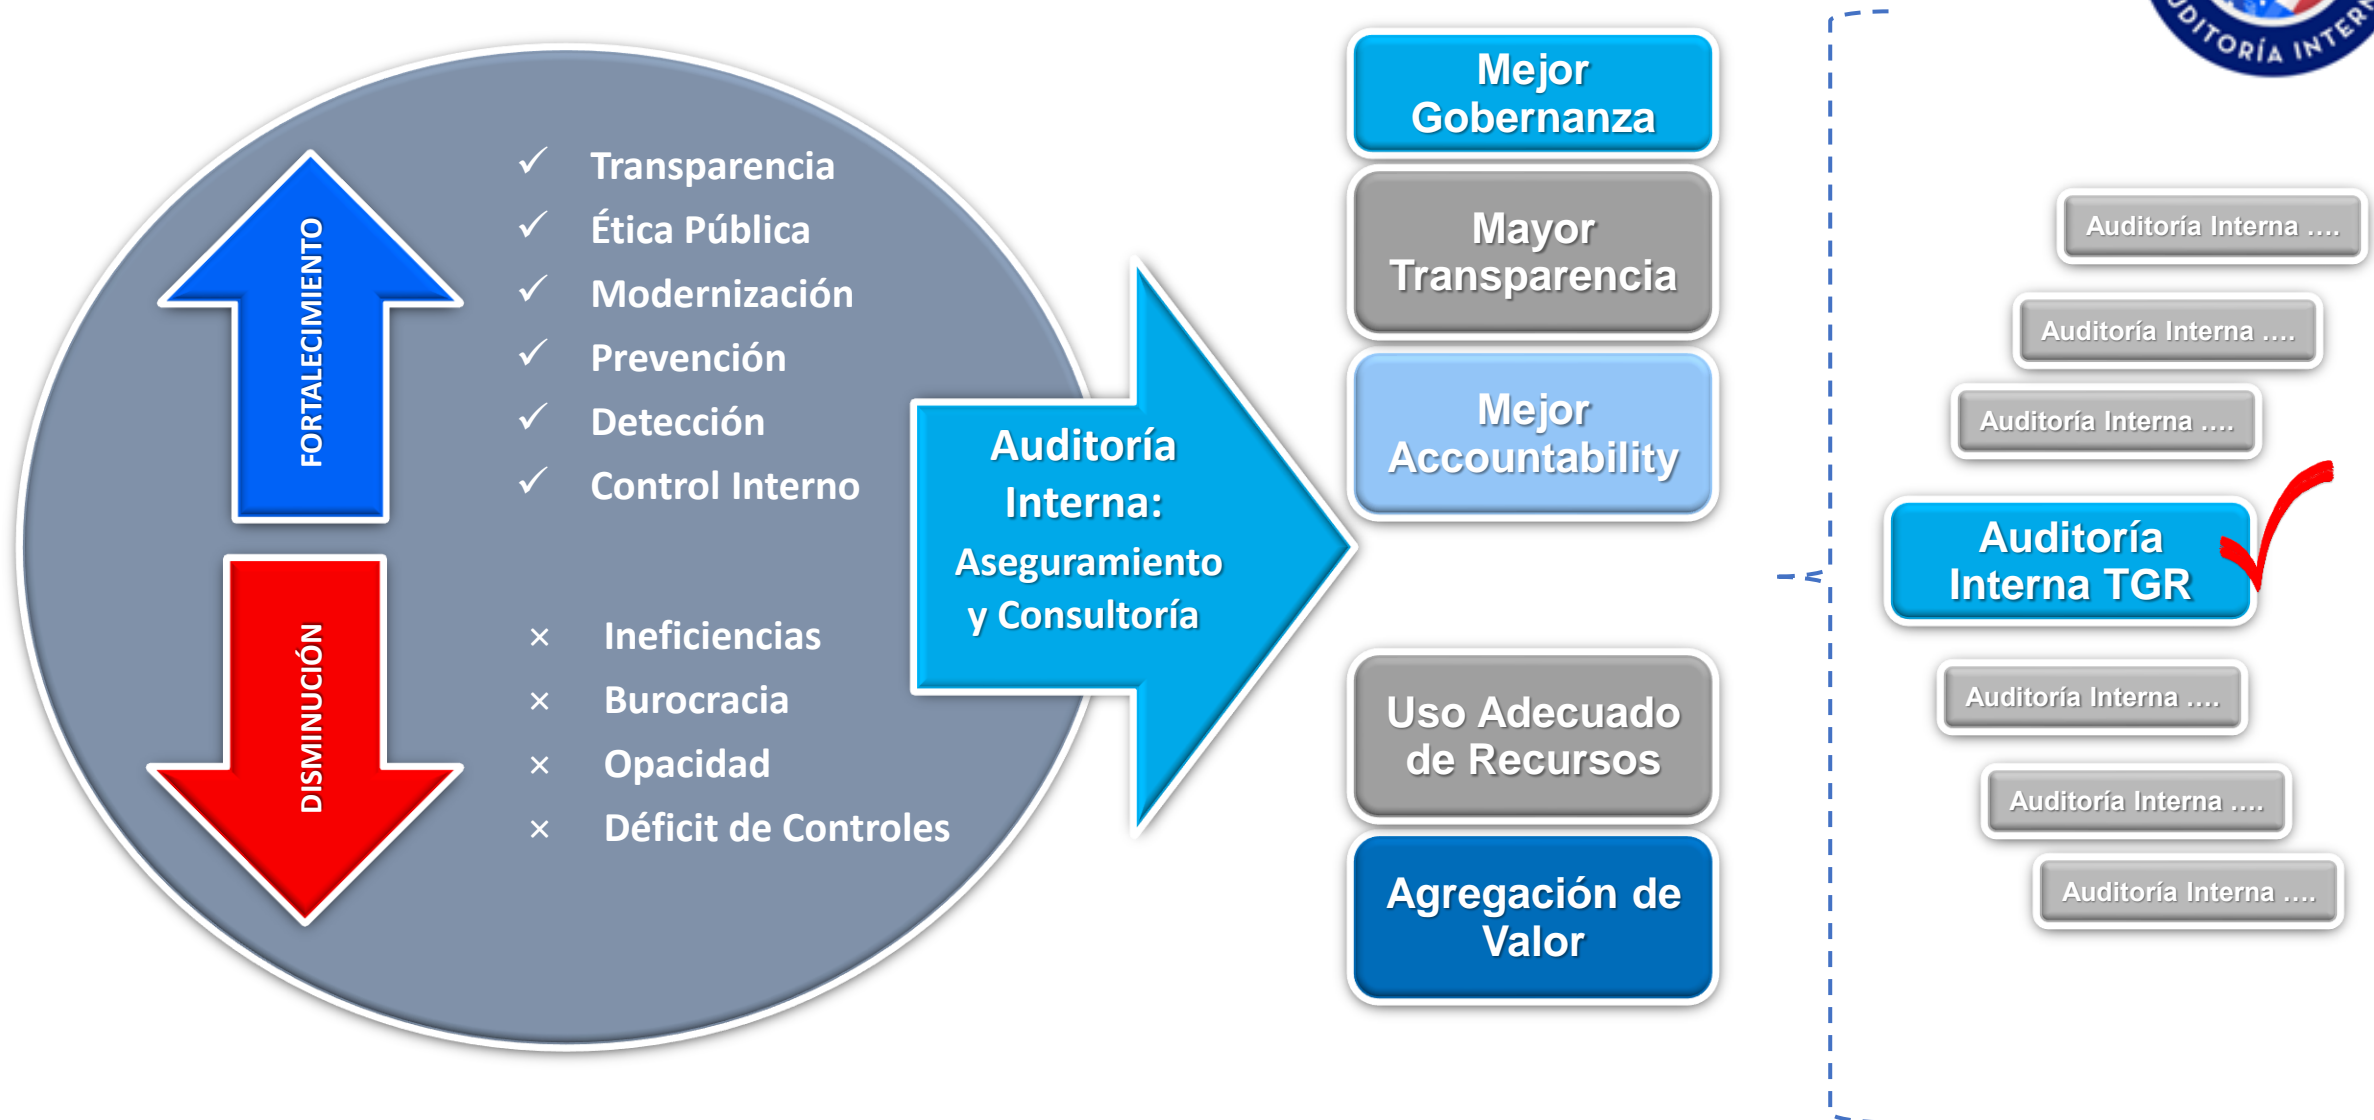 FORTALECIMIENTO
✓ Transparencia
✓ Ética Pública
✓ Modernización
✓ Prevención
✓ Detección
✓ Control Interno
DISMINUCIÓN
× Ineficiencias
× Burocracia
× Opacidad
× Déficit de Controles
Auditoría
Interna:
Aseguramiento
y Consultoría
Mejor
Gobernanza
Mayor
Transparencia
Mejor
Accountability
Uso Adecuado
de Recursos
Agregación de
Valor
Auditoría Interna ....
Auditoría Interna ....
Auditoría Interna ....
Auditoría
Interna TGR
Auditoría Interna ....
Auditoría Interna ....
Auditoría Interna ....